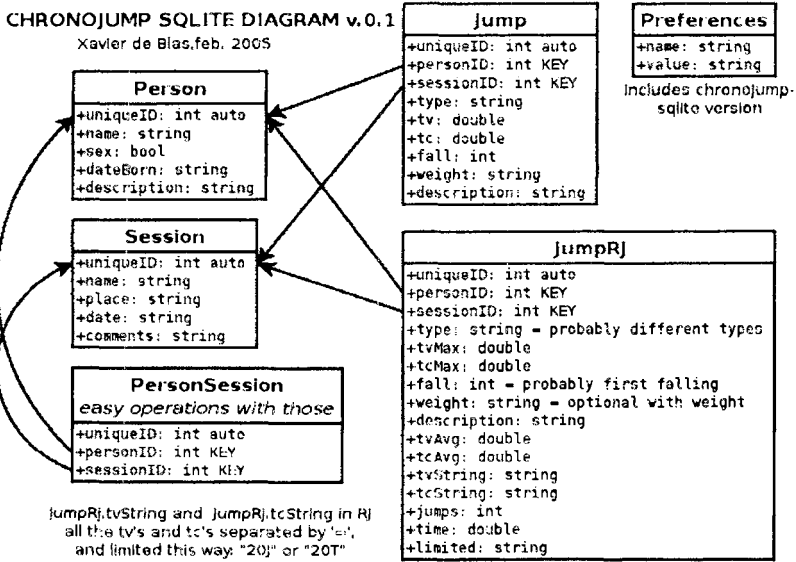 CHRONOJUMP SQLITE DIAGRAM v.0.1
Xavier de Blas,feb. 2005
Person
+uniqueID: int auto
+name: string
+sex: bool
+dateBorn: string
+description: string
Session
+uniqueID: int auto
+name: string
+place: string
+date: string
+comments: string
PersonSession
easy operations with those
+uniqueID: int auto
+personID: int KEY
+sessionID: int KEY
jumpRj.tvString and jumpRj.tcString in RJ
all the tv's and tc's separated by '=',
and limited this way: "20J" or "20T"
Jump
+uniqueID: int auto
+personID: int KEY
+sessionID: int KEY
+type: string
+tv: double
+tc: double
+fall: int
+weight: string
+description: string
Preferences
+name: string
+value: string
Includes chronojump-
sqlite version
JumpRJ
+uniqueID: int auto
+personID: int KEY
+sessionID: int KEY
+type: string = probably different types
+tvMax: double
+tcMax: double
+fall: int = probably first falling
+weight: string = optional with weight
+description: string
+tvAvg: double
+tcAvg: double
+tvString: string
+tcString: string
+jumps: int
+time: double
+limited: string